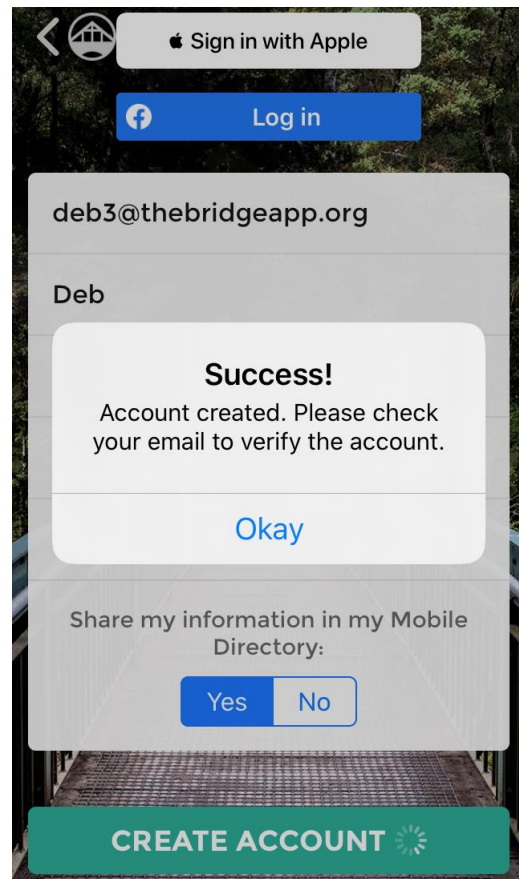 Sign in with Apple
Log in
deb3@thebridgeapp.org
Deb
Success!
Account created. Please check
your email to verify the account.
Okay
Share my information in my Mobile
Directory:
Yes No
CREATE ACCOUNT